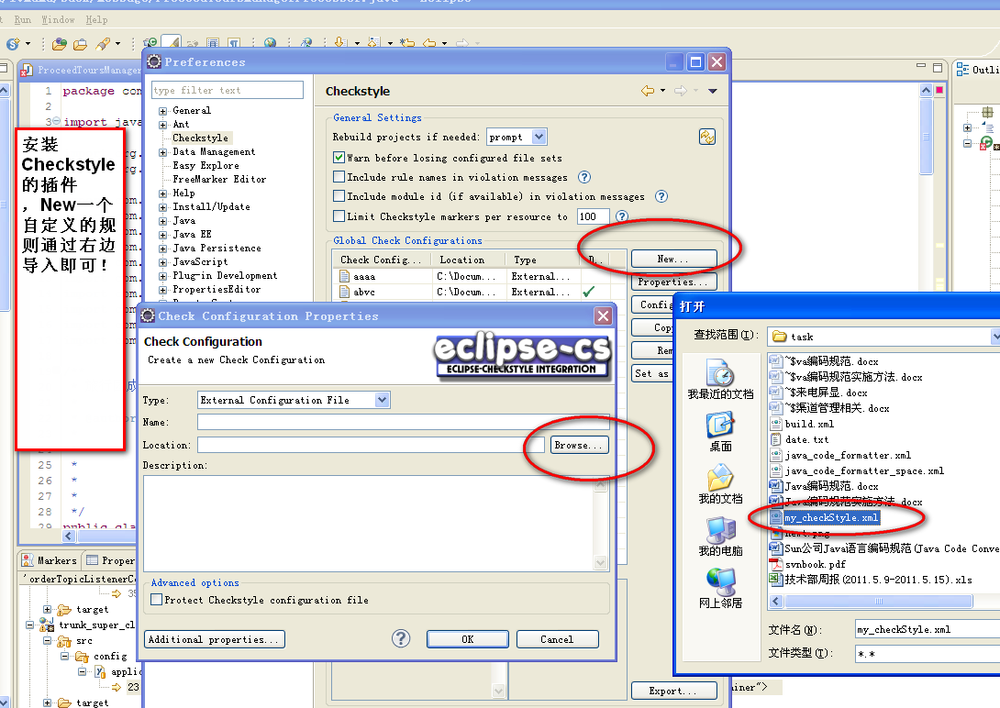 Run Window Help
ProceedToursManager
1 package com
2
3 import java
安装
Checkstyle
的插件
，New一个
自定义的规
则通过右边
导入即可！
25 *
26 *
27 *
28 */
29 public cla
Markers
Proper
'orderTopicListenerCo
35
target
trunk_super_cl
src
config
applic
23
target
Outli
Preferences
type filter text
General
Ant
Checkstyle
Data Management
Easy Explore
FreeMarker Editor
Help
Install/Update
Java
Java EE
Java Persistence
JavaScript
Plug-in Development
PropertiesEditor
Checkstyle
General Settings
Rebuild projects if needed: prompt
Warn before losing configured file sets
Include rule names in violation messages
Include module id (if available) in violation messages
Limit Checkstyle markers per resource to 100
Global Check Configurations
Check Config... Location Type D..
aaaa C:\Docum... External...
abvc C:\Docum... External...
New...
Properties...
Config
Cop
Rem
Set as
Export...
iner">
Check Configuration Properties
Check Configuration
Create a new Check Configuration
eclipse-cs
ECLIPSE-CHECKSTYLE INTEGRATION
Type: External Configuration File
Name:
Location: Browse...
Description:
Advanced options
Protect Checkstyle configuration file
Additional properties...
OK
Cancel
打开
查找范围(I): task
我最近的文档
桌面
我的文档
我的电脑
网上邻居
~$va编码规范.docx
~$va编码规范实施方法.docx
~$来电屏显.docx
~$渠道管理相关.docx
build.xml
date.txt
java_code_formatter.xml
java_code_formatter_space.xml
Java编码规范.docx
Java编码规范实施方法.docx
my_checkStyle.xml
newt.png
Sun公司Java语言编码规范(Java Code Conve
svnbook.pdf
技术部周报(2011.5.9-2011.5.15).xls
文件名(N): my_checkStyle.xml
文件类型(T): *.*